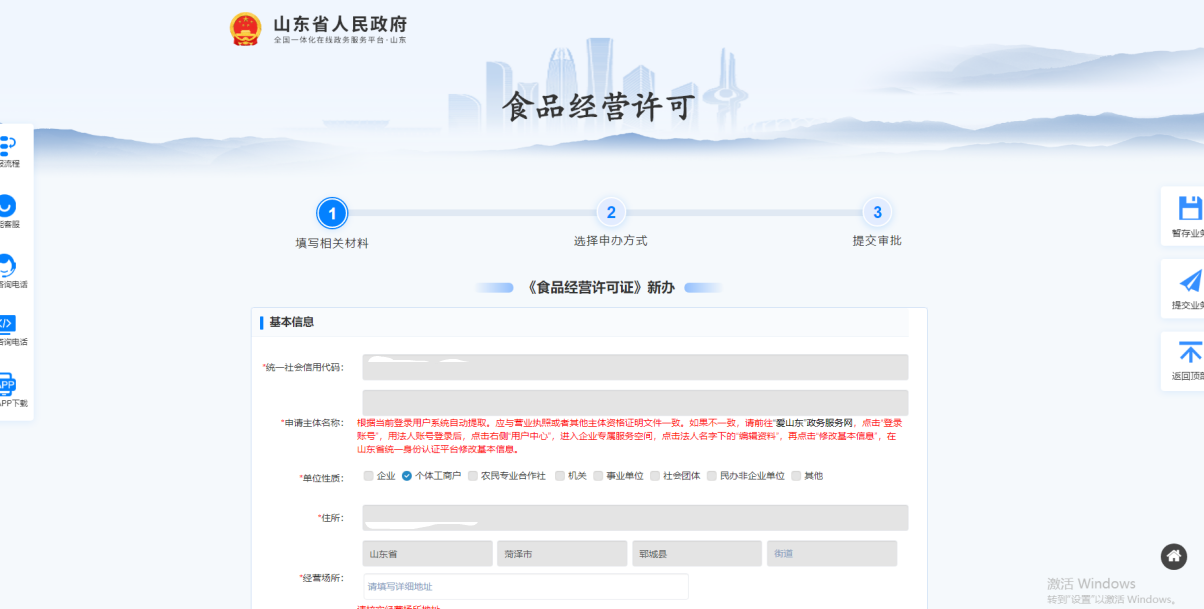 山东省人民政府
全国一体化在线政务服务平台·山东
食品经营许可
1
2
3
填写相关材料
选择申办方式
提交审批
流程
客服
咨询电话
咨询电话
APP
APP下载
暂存业务
提交业务
返回顶部
《食品经营许可证》新办
基本信息
*统一社会信用代码：
*申请主体名称：
根据当前登录用户系统自动提取。应与营业执照或者其他主体资格证明文件一致。如果不一致，请前往"爱山东"政务服务网，点击"登录
账号"，用法人账号登录后，点击右侧"用户中心"，进入企业专属服务空间，点击法人名字下的"编辑资料"，再点击"修改基本信息"，在
山东省统一身份认证平台修改基本信息。
*单位性质：
企业 个体工商户 农民专业合作社 机关 事业单位 社会团体 民办非企业单位 其他
*住所：
山东省 菏泽市 郓城县 街道
*经营场所：
请填写详细地址
激活 Windows
转到"设置"以激活 Windows。